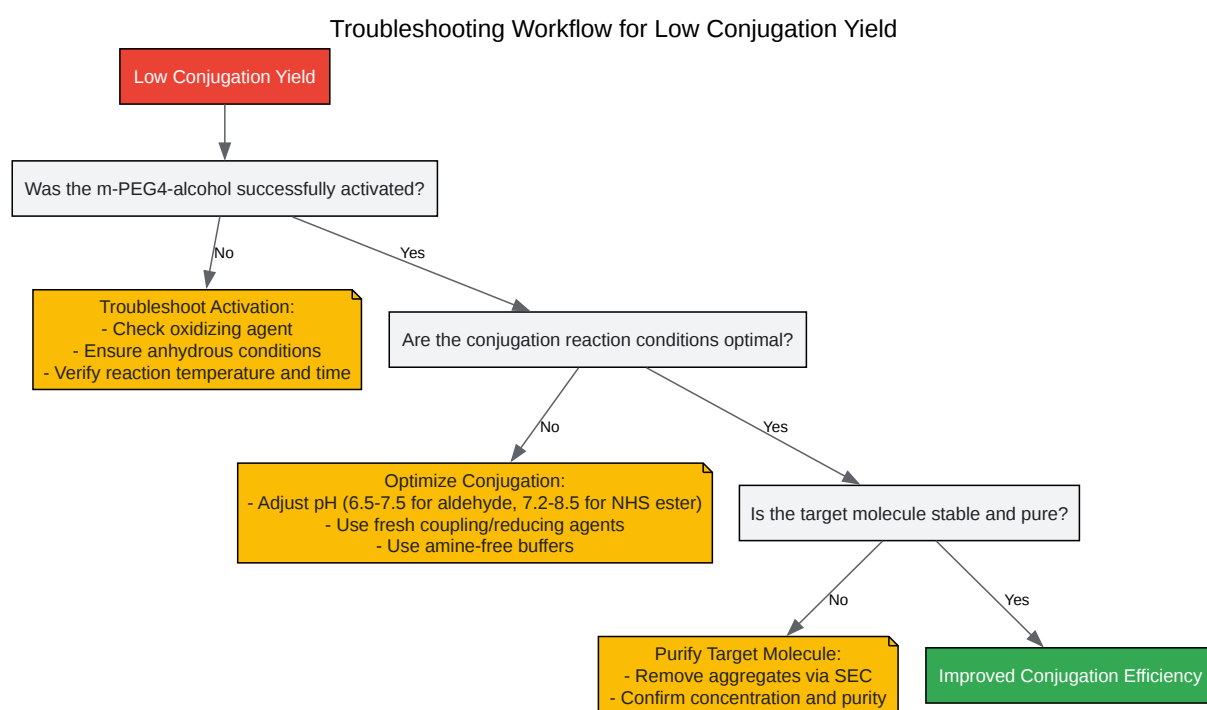 Troubleshooting Workflow for Low Conjugation Yield
Low Conjugation Yield
Was the m-PEG4-alcohol successfully activated?
No
Yes
Troubleshoot Activation:
- Check oxidizing agent
- Ensure anhydrous conditions
- Verify reaction temperature and time
Are the conjugation reaction conditions optimal?
No
Yes
Optimize Conjugation:
- Adjust pH (6.5-7.5 for aldehyde, 7.2-8.5 for NHS ester)
- Use fresh coupling/reducing agents
- Use amine-free buffers
Is the target molecule stable and pure?
No
Yes
Purify Target Molecule:
- Remove aggregates via SEC
- Confirm concentration and purity
Improved Conjugation Efficiency